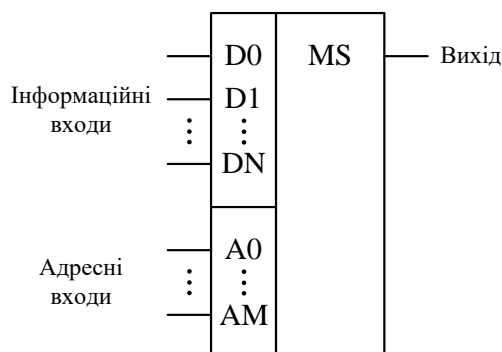 D0 MS Вихід
Інформаційні
входи
D1
DN
Адресні
входи
A0
AM